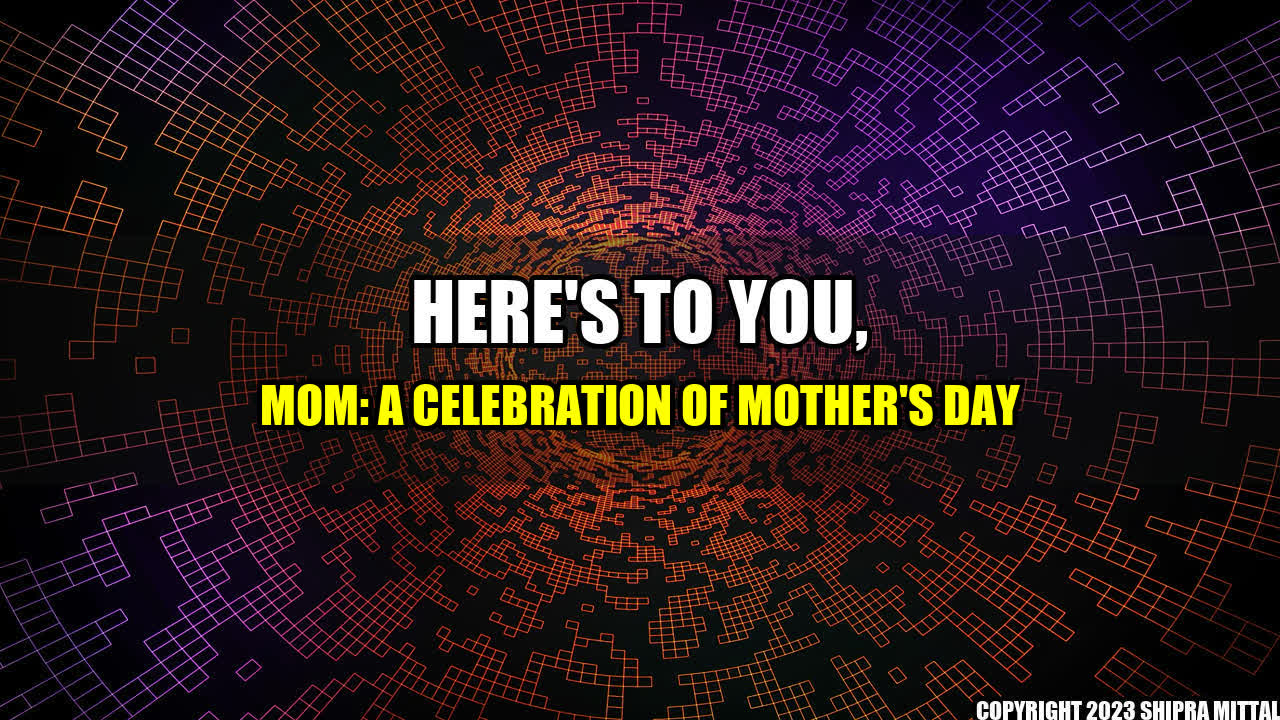 HERE'S TO YOU,
MOM: A CELEBRATION OF MOTHER'S DAY
COPYRIGHT 2023 SHIPRA MITTAL